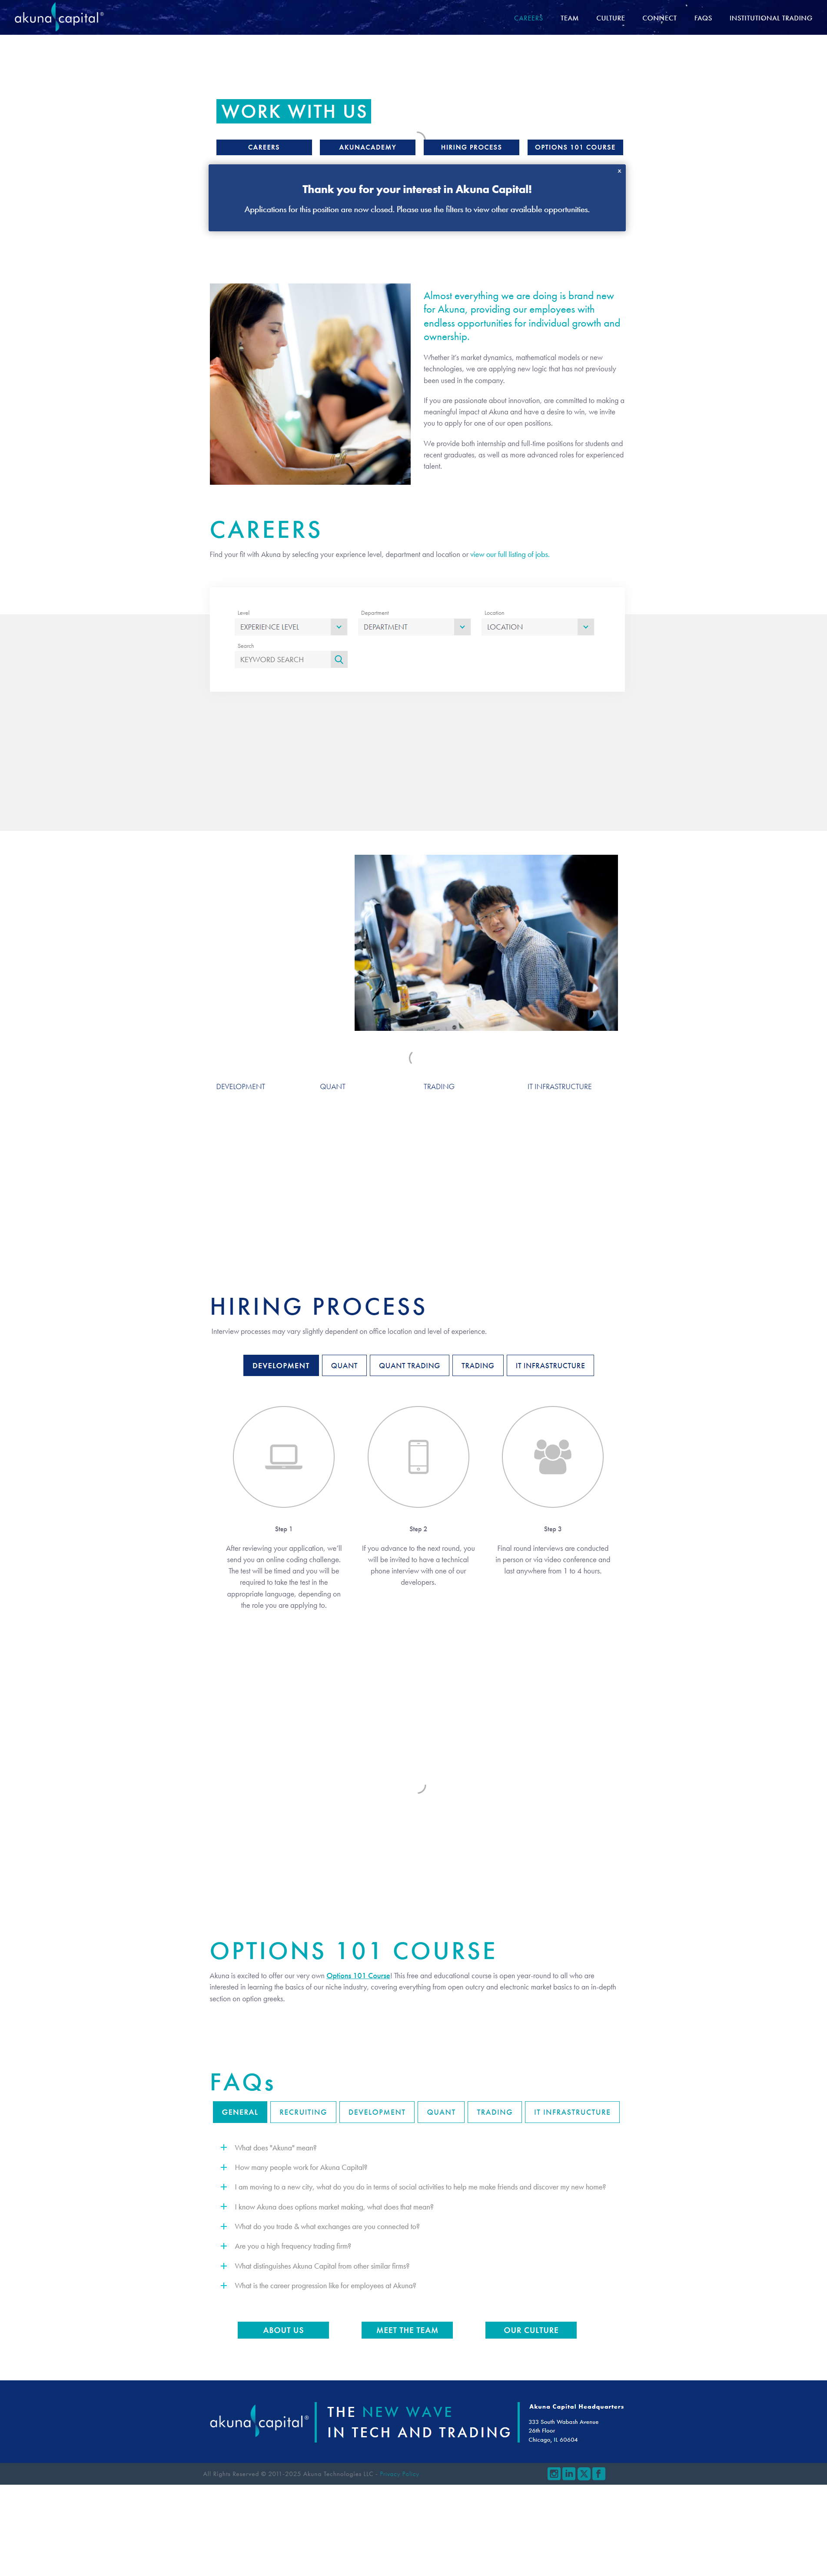 akuna capital®
CAREERS TEAM CULTURE CONNECT FAQS INSTITUTIONAL TRADING
WORK WITH US
CAREERS AKUNACADEMY HIRING PROCESS OPTIONS 101 COURSE
x
Thank you for your interest in Akuna Capital!
Applications for this position are now closed. Please use the filters to view other available opportunities.
Almost everything we are doing is brand new
for Akuna, providing our employees with
endless opportunities for individual growth and
ownership.
Whether it's market dynamics, mathematical models or new
technologies, we are applying new logic that has not previously
been used in the company.
If you are passionate about innovation, are committed to making a
meaningful impact at Akuna and have a desire to win, we invite
you to apply for one of our open positions.
We provide both internship and full-time positions for students and
recent graduates, as well as more advanced roles for experienced
talent.
CAREERS
Find your fit with Akuna by selecting your exprience level, department and location or view our full listing of jobs.
Level Department Location
EXPERIENCE LEVEL DEPARTMENT LOCATION
Search
KEYWORD SEARCH
DEVELOPMENT QUANT TRADING IT INFRASTRUCTURE
HIRING PROCESS
Interview processes may vary slightly dependent on office location and level of experience.
DEVELOPMENT QUANT QUANT TRADING TRADING IT INFRASTRUCTURE
Step 1
After reviewing your application, we'll
send you an online coding challenge.
The test will be timed and you will be
required to take the test in the
appropriate language, depending on
the role you are applying to.
Step 2
If you advance to the next round, you
will be invited to have a technical
phone interview with one of our
developers.
Step 3
Final round interviews are conducted
in person or via video conference and
last anywhere from 1 to 4 hours.
OPTIONS 101 COURSE
Akuna is excited to offer our very own Options 101 Course! This free and educational course is open year-round to all who are
interested in learning the basics of our niche industry, covering everything from open outcry and electronic market basics to an in-depth
section on option greeks.
FAQs
GENERAL RECRUITING DEVELOPMENT QUANT TRADING IT INFRASTRUCTURE
What does "Akuna" mean?
How many people work for Akuna Capital?
I am moving to a new city, what do you do in terms of social activities to help me make friends and discover my new home?
I know Akuna does options market making, what does that mean?
What do you trade & what exchanges are you connected to?
Are you a high frequency trading firm?
What distinguishes Akuna Capital from other similar firms?
What is the career progression like for employees at Akuna?
ABOUT US MEET THE TEAM OUR CULTURE
akuna capital®
THE NEW WAVE
IN TECH AND TRADING
Akuna Capital Headquarters
333 South Wabash Avenue
26th Floor
Chicago, IL 60604
All Rights Reserved © 2011-2025 Akuna Technologies LLC - Privacy Policy